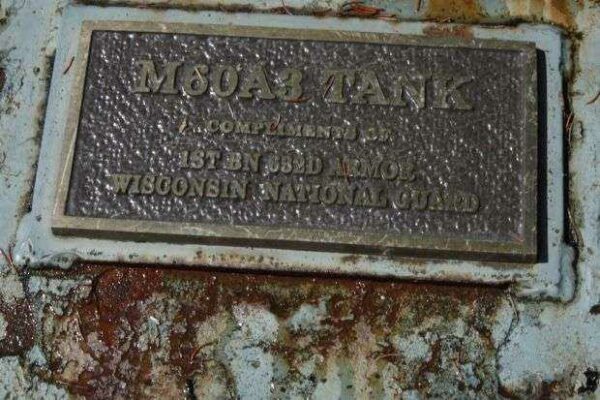 M60A3 TANK
COMPLIMENTS OF
1ST BN 632D ARMOR
WISCONSIN NATIONAL GUARD